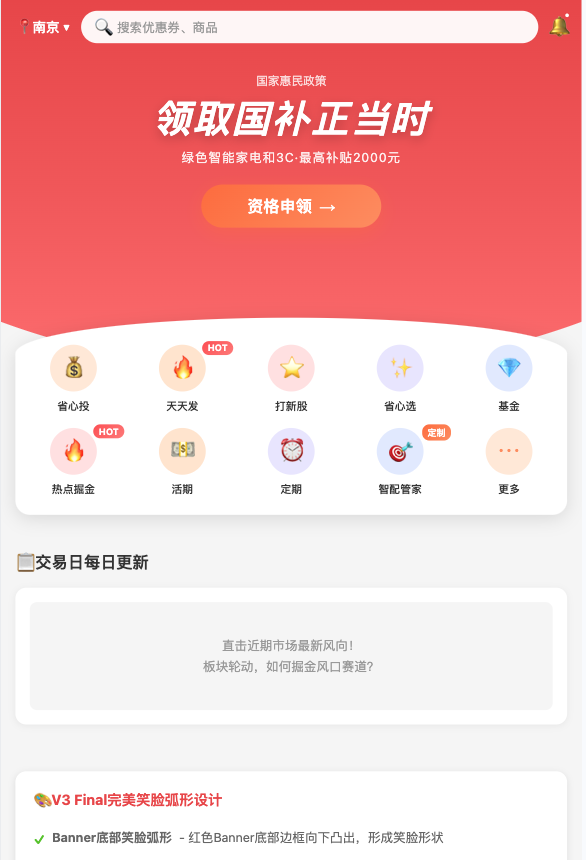 南京 ▾
搜索优惠券、商品
国家惠民政策
领取国补正当时
绿色智能家电和3C·最高补贴2000元
资格申领 →
HOT
省心投 天天发 打新股 省心选 基金
HOT 定制
热点掘金 活期 定期 智配管家 更多
交易日每日更新
直击近期市场最新风向！
板块轮动，如何掘金风口赛道?
V3 Final完美笑脸弧形设计
✓ Banner底部笑脸弧形 - 红色Banner底部边框向下凸出，形成笑脸形状